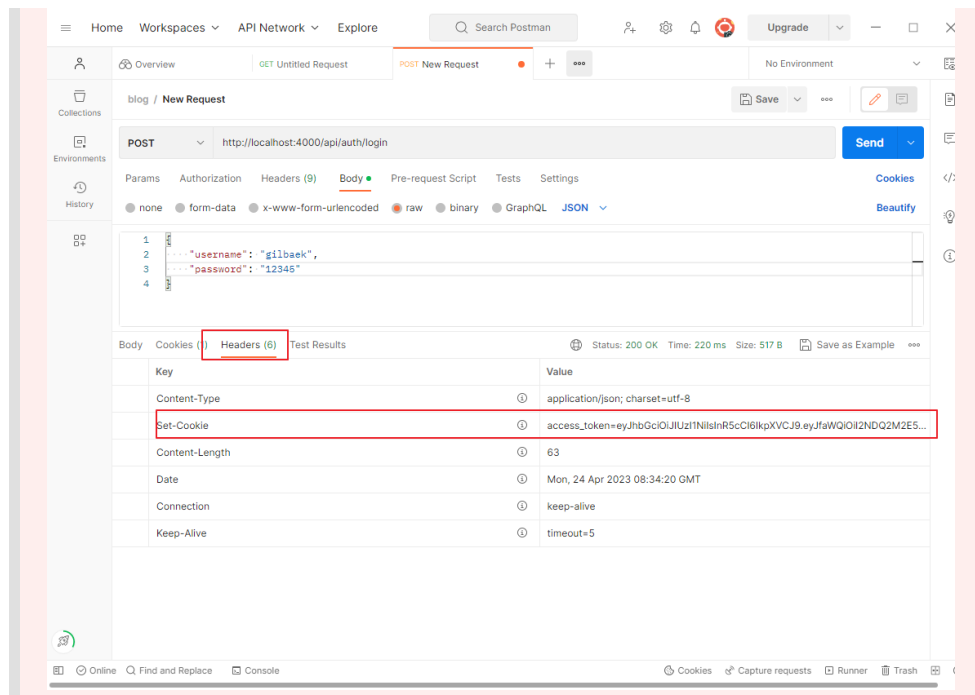 Home Workspaces API Network Explore Search Postman Upgrade
Overview GET Untitled Request POST New Request No Environment
blog / New Request Save
Collections
POST http://localhost:4000/api/auth/login Send
Environments
Params Authorization Headers (9) Body Pre-request Script Tests Settings Cookies
History
none form-data x-www-form-urlencoded raw binary GraphQL JSON Beautify
1 {
2 "username": "gilbaek",
3 "password": "12345"
4 }
Body Cookies (1) Headers (6) Test Results Status: 200 OK Time: 220 ms Size: 517 B Save as Example
Key Value
Content-Type application/json; charset=utf-8
Set-Cookie access_token=eyJhbGciOiJIUzI1NiIsInR5cCI6IkpXVCJ9.eyJfaWQiOiI2NDQ2M2E5...
Content-Length 63
Date Mon, 24 Apr 2023 08:34:20 GMT
Connection keep-alive
Keep-Alive timeout=5
Online Find and Replace Console Cookies Capture requests Runner Trash